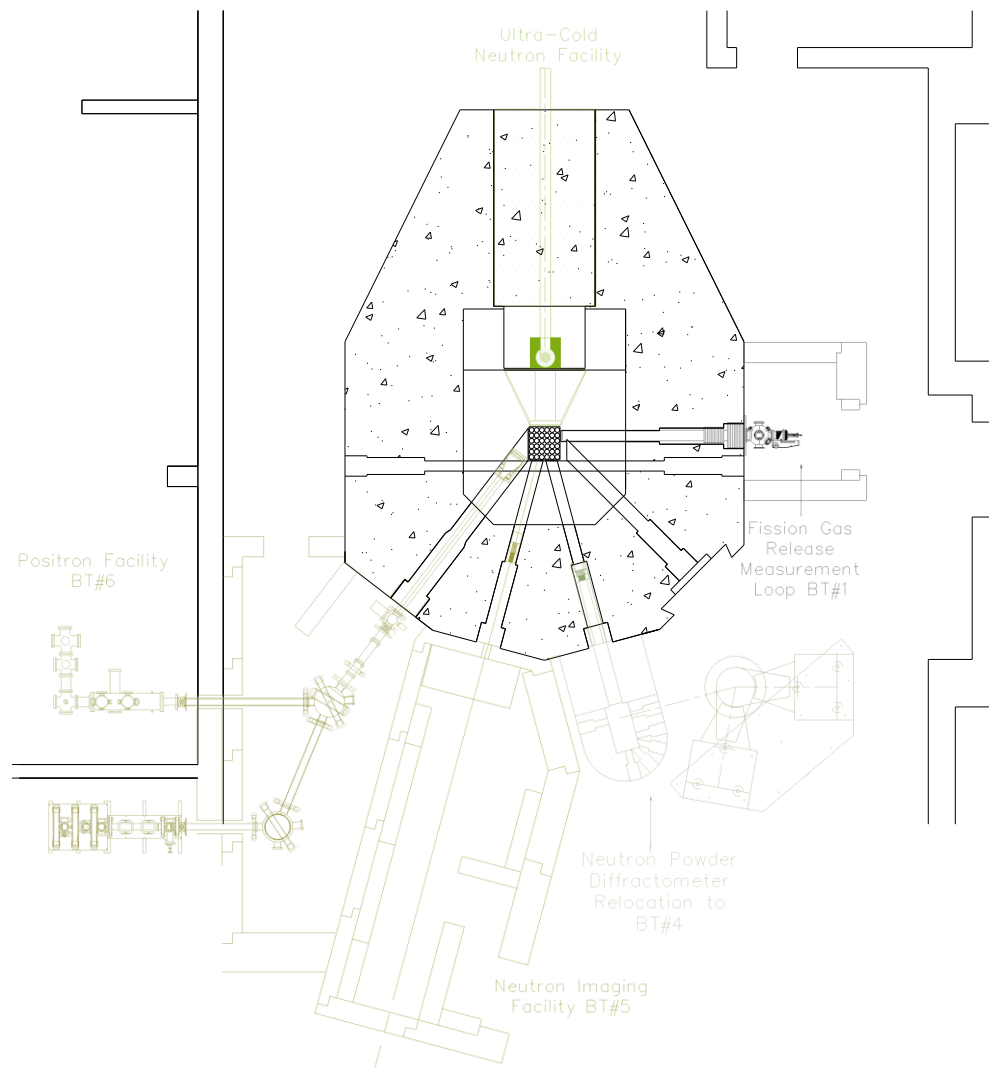 Ultra-Cold
Neutron Facility
Positron Facility
BT#6
Fission Gas
Release
Measurement
Loop BT#1
Neutron Powder
Diffractometer
Relocation to
BT#4
Neutron Imaging
Facility BT#5